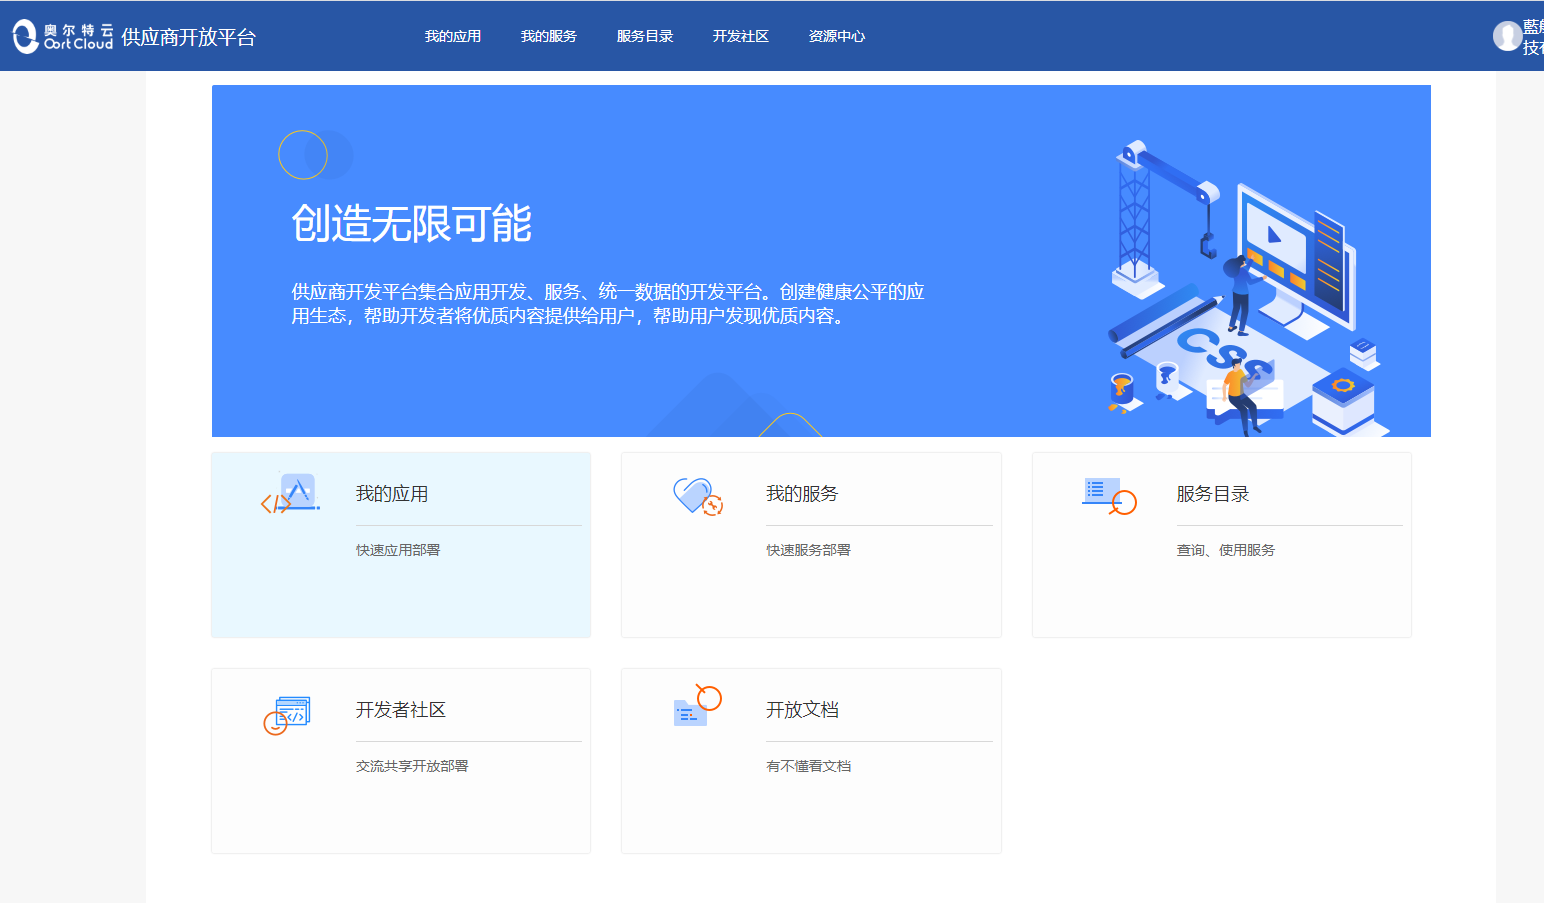 奥尔特云
Oort Cloud
供应商开放平台
我的应用
我的服务
服务目录
开发社区
资源中心
技
创造无限可能
供应商开发平台集合应用开发、服务、统一数据的开发平台。创建健康公平的应
用生态，帮助开发者将优质内容提供给用户，帮助用户发现优质内容。
CSS
我的应用
快速应用部署
我的服务
快速服务部署
服务目录
查询、使用服务
开发者社区
交流共享开放部署
开放文档
有不懂看文档